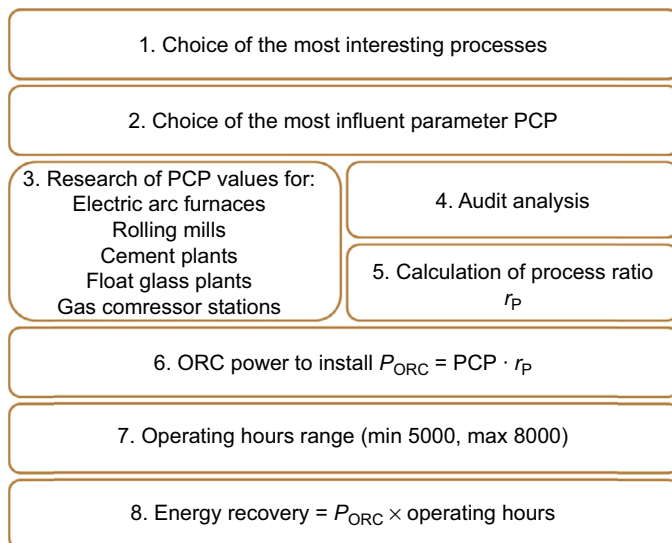 1. Choice of the most interesting processes
2. Choice of the most influent parameter PCP
3. Research of PCP values for:
Electric arc furnaces
Rolling mills
Cement plants
Float glass plants
Gas comressor stations
4. Audit analysis
5. Calculation of process ratio
rP
6. ORC power to install PORC = PCP · rP
7. Operating hours range (min 5000, max 8000)
8. Energy recovery = PORC × operating hours